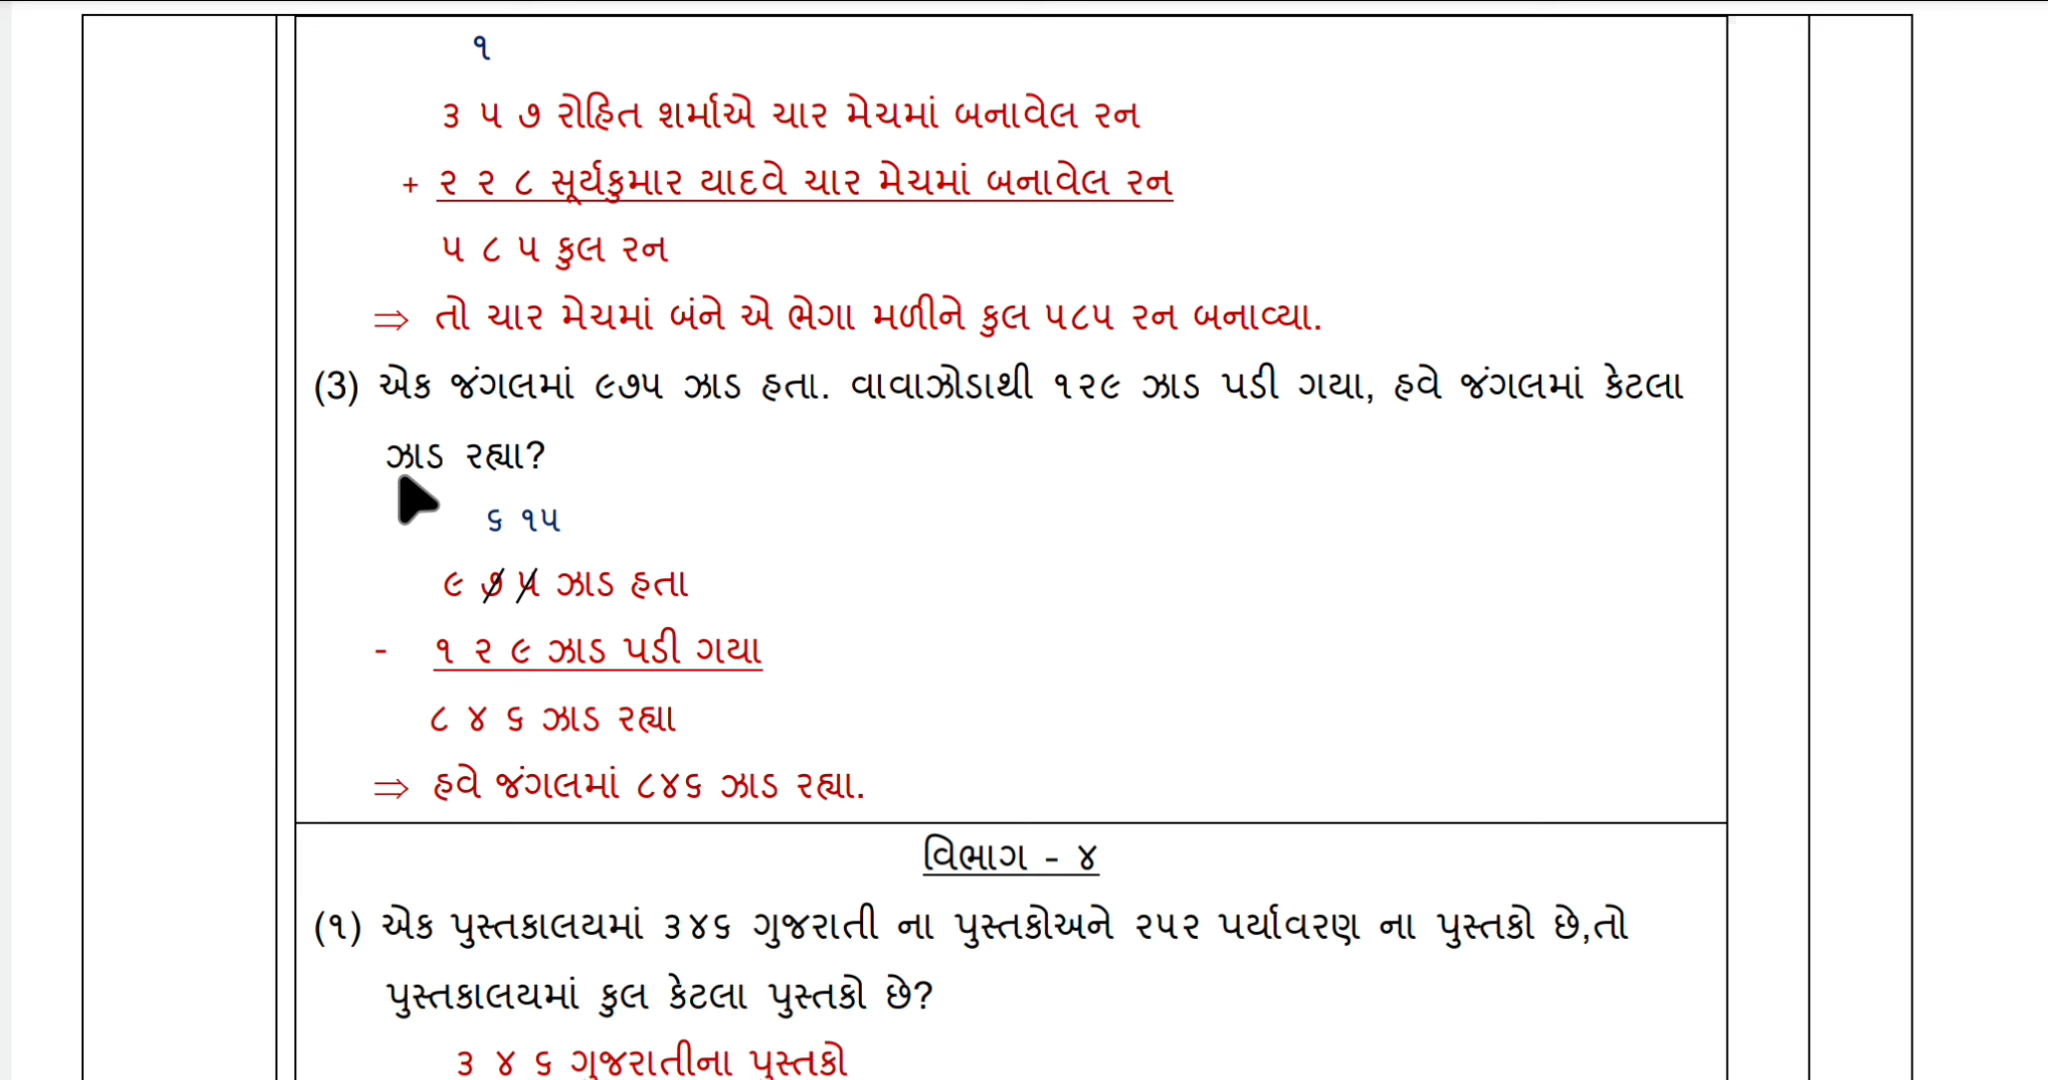 ૧
૩ ૫ ૭ રોહિત શર્માએ ચાર મેચમાં બનાવેલ રન
+ ૨ ૨ ૮ સૂર્યકુમાર યાદવે ચાર મેચમાં બનાવેલ રન
૫ ૮ ૫ કુલ રન
⇒ તો ચાર મેચમાં બંને એ ભેગા મળીને કુલ ૫૮૫ રન બનાવ્યા.
(3) એક જંગલમાં ૯૭૫ ઝાડ હતા. વાવાઝોડાથી ૧૨૯ ઝાડ પડી ગયા, હવે જંગલમાં કેટલા
ઝાડ રહ્યા?
૬ ૧૫
૯ ૭ ૫ ઝાડ હતા
- ૧ ૨ ૯ ઝાડ પડી ગયા
૮ ૪ ૬ ઝાડ રહ્યા
⇒ હવે જંગલમાં ૮૪૬ ઝાડ રહ્યા.
વિભાગ - ૪
(૧) એક પુસ્તકાલયમાં ૩૪૬ ગુજરાતી ના પુસ્તકોઅને ૨૫૨ પર્યાવરણ ના પુસ્તકો છે,તો
પુસ્તકાલયમાં કુલ કેટલા પુસ્તકો છે?
૩ ૪ ૬ ગુજરાતીના પુસ્તકો